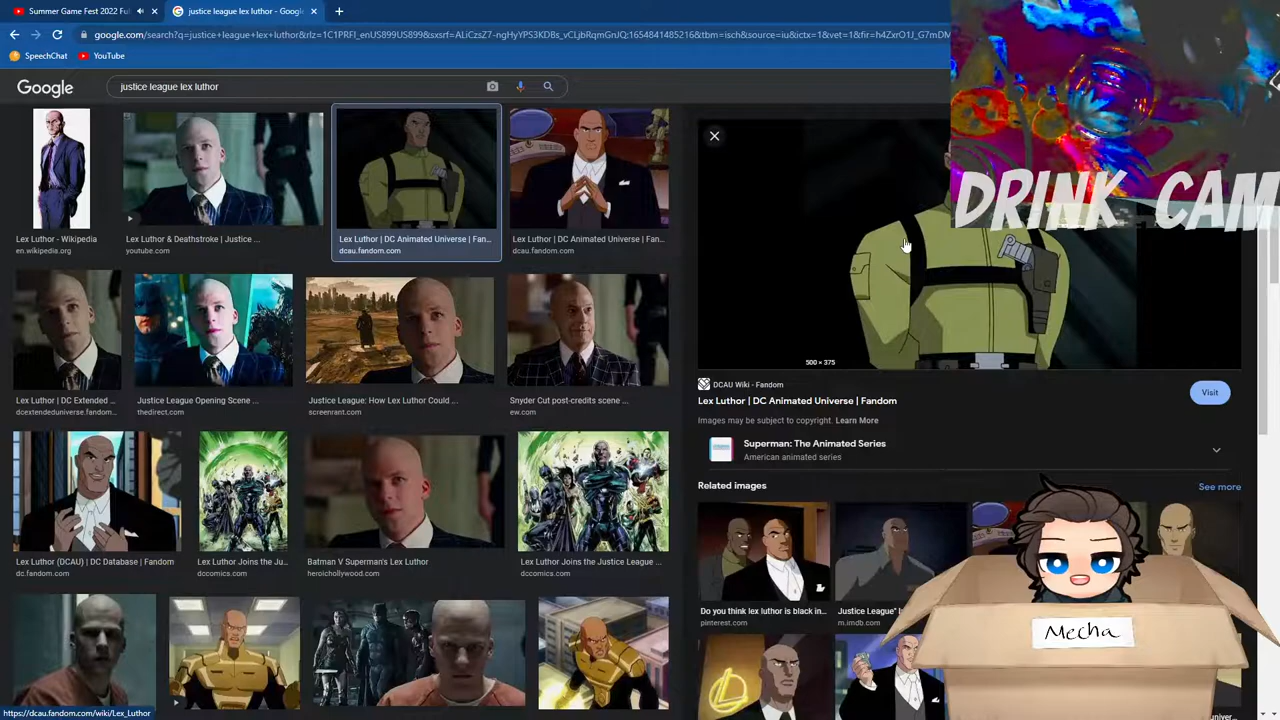 Summer Game Fest 2022 Ful
justice league lex luthor - Google
google.com/search?q=justice+league+lex+luthor&rlz=1C1PRFI_enUS899US899&sxsrf=ALiCzsZ7-ngHyYPS3KDBs_vCLjbRqmGnJQ:1654841485216&tbm=isch&source=iu&ictx=1&vet=1&fir=h4ZxrO1J_G7mDM
SpeechChat
YouTube
Google
justice league lex luthor
DRINK CAM
Lex Luthor - Wikipedia
en.wikipedia.org
Lex Luthor & Deathstroke | Justice ...
youtube.com
Lex Luthor | DC Animated Universe | Fan...
dcau.fandom.com
Lex Luthor | DC Animated Universe | Fan...
dcau.fandom.com
500 × 375
DCAU Wiki - Fandom
Lex Luthor | DC Animated Universe | Fandom
Visit
Images may be subject to copyright. Learn More
Superman: The Animated Series
American animated series
Lex Luthor | DC Extended ...
dcextendeduniverse.fandom...
Justice League Opening Scene ...
thedirect.com
Justice League: How Lex Luthor Could ...
screenrant.com
Snyder Cut post-credits scene ...
ew.com
Related images
See more
Lex Luthor (DCAU) | DC Database | Fandom
dc.fandom.com
Lex Luthor Joins the Ju...
dccomics.com
Batman V Superman's Lex Luthor
heroichollywood.com
Lex Luthor Joins the Justice League ...
dccomics.com
Do you think lex luthor is black in...
pinterest.com
Justice League" l
m.imdb.com
Mecha
univer...
https://dcau.fandom.com/wiki/Lex_Luthor